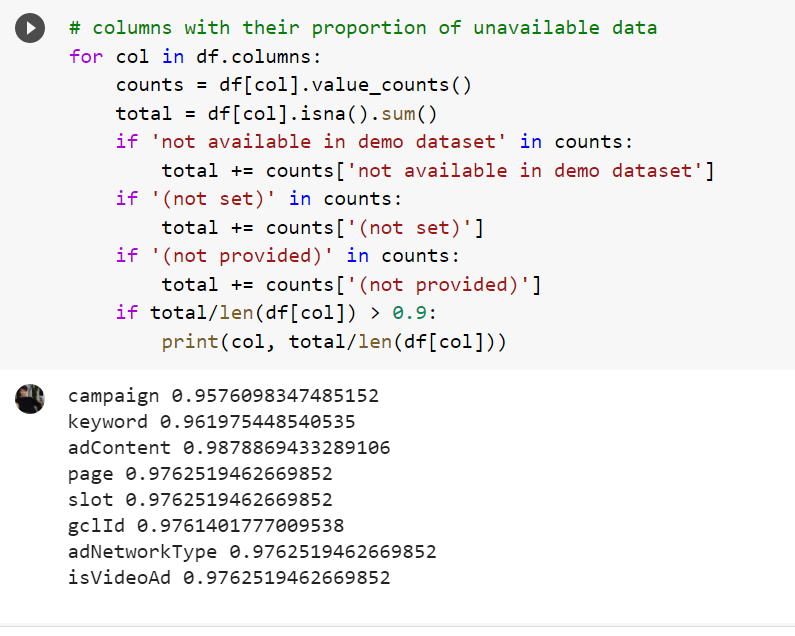 # columns with their proportion of unavailable data
for col in df.columns:
    counts = df[col].value_counts()
    total = df[col].isna().sum()
    if 'not available in demo dataset' in counts:
        total += counts['not available in demo dataset']
    if '(not set)' in counts:
        total += counts['(not set)']
    if '(not provided)' in counts:
        total += counts['(not provided)']
    if total/len(df[col]) > 0.9:
        print(col, total/len(df[col]))
campaign 0.9576098347485152
keyword 0.961975448540535
adContent 0.9878869433289106
page 0.9762519462669852
slot 0.9762519462669852
gclId 0.9761401777009538
adNetworkType 0.9762519462669852
isVideoAd 0.9762519462669852